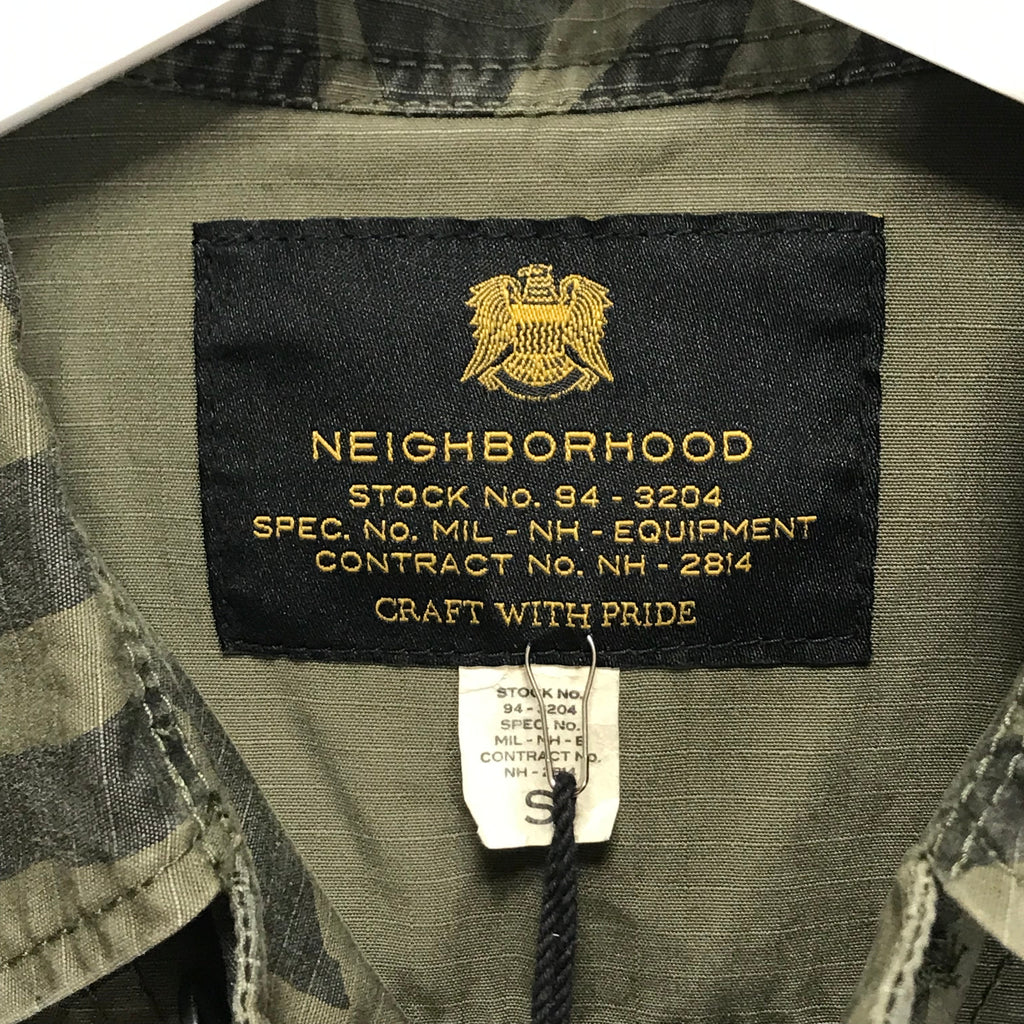 NEIGHBORHOOD
STOCK No. 94 - 3204
SPEC. No. MIL - NH - EQUIPMENT
CONTRACT No. NH - 2814
CRAFT WITH PRIDE
STOCK No.
94 - 3204
SPEC. No.
MIL - NH - E
CONTRACT No.
NH - 2814
S